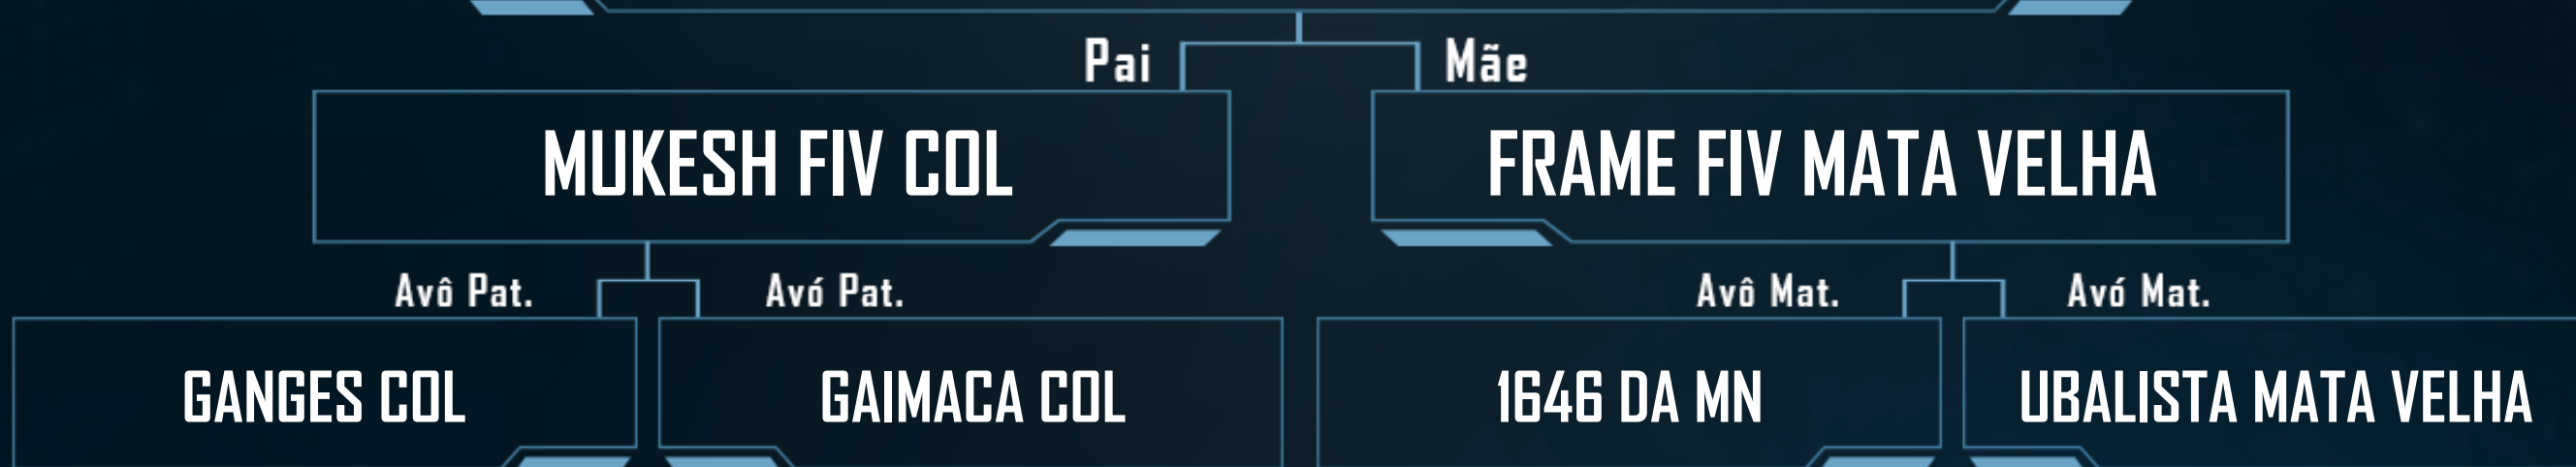 Pai
Mãe
MUKESH FIV COL
FRAME FIV MATA VELHA
Avô Pat.
Avó Pat.
Avô Mat.
Avó Mat.
GANGES COL
GAIMACA COL
1646 DA MN
UBALISTA MATA VELHA